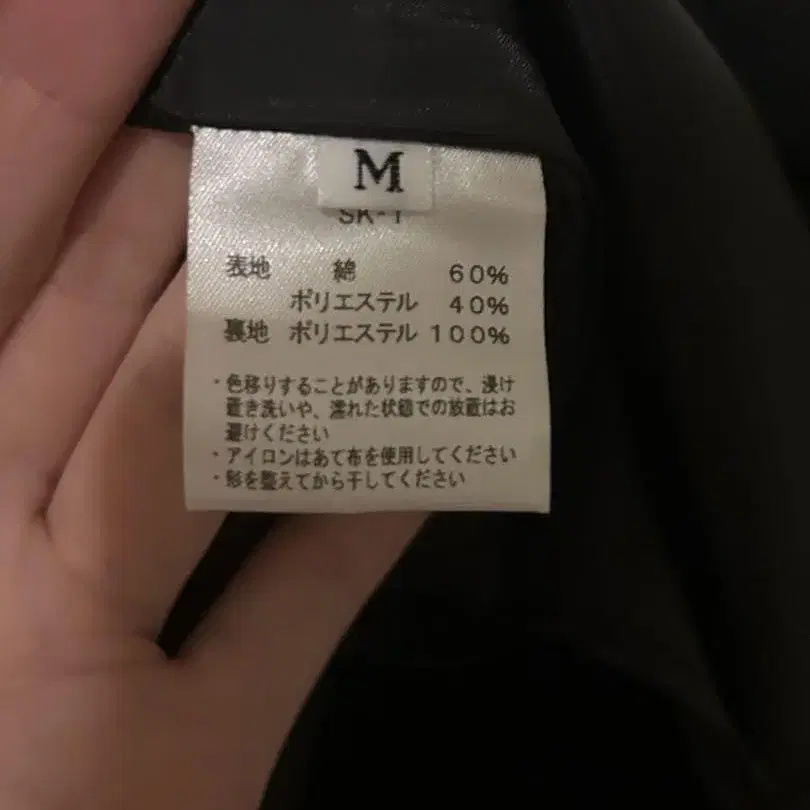 M
SK-1
表地 綿 60%
ポリエステル 40%
裏地 ポリエステル 100%
・色移りすることがありますので、浸け
置き洗いや、濡れた状態での放置はお
避けください
・アイロンはあて布を使用してください
・形を整えてから干してください